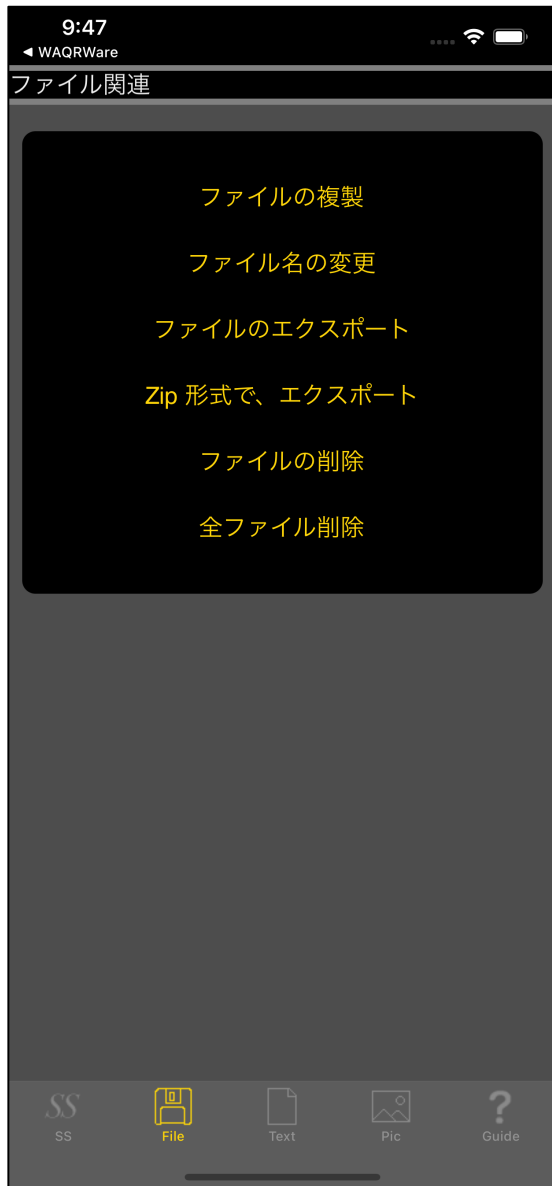 9:47
◀ WAQRWare
ファイル関連
ファイルの複製
ファイル名の変更
ファイルのエクスポート
Zip 形式で、エクスポート
ファイルの削除
全ファイル削除
SS
SS
File
Text
Pic
?
Guide